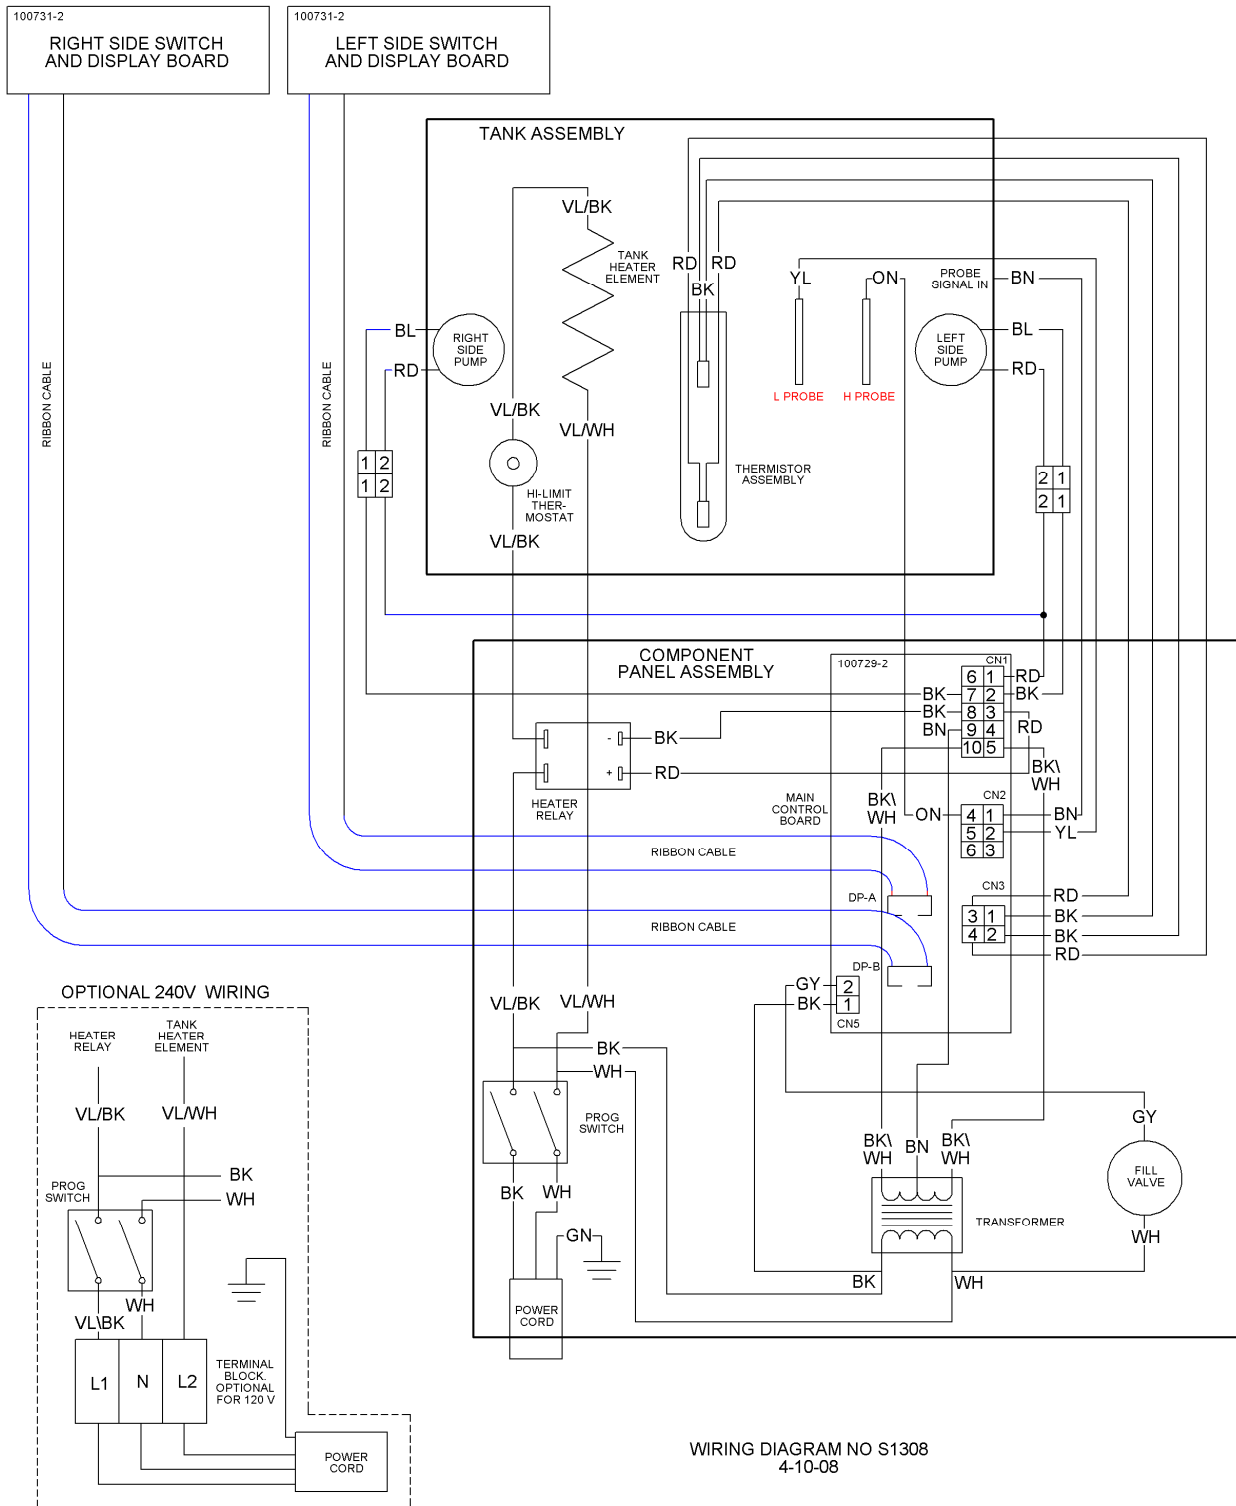 100731-2
RIGHT SIDE SWITCH
AND DISPLAY BOARD
100731-2
LEFT SIDE SWITCH
AND DISPLAY BOARD
TANK ASSEMBLY
VL/BK
TANK
HEATER
ELEMENT
RD
RD
BK
YL
ON
PROBE
SIGNAL IN
BN
BL
RIGHT
SIDE
PUMP
RD
LEFT
SIDE
PUMP
BL
RD
L PROBE
H PROBE
RIBBON CABLE
RIBBON CABLE
VL/BK
VL/WH
1 2
1 2
HI-LIMIT
THER-
MOSTAT
THERMISTOR
ASSEMBLY
2 1
2 1
VL/BK
COMPONENT
PANEL ASSEMBLY
100729-2
CN1
6 1
RD
BK
7 2
BK
BK
8 3
BN
9 4
RD
10 5
- BK
+ RD
HEATER
RELAY
BK\
WH
BK\
WH
MAIN
CONTROL
BOARD
CN2
ON
4 1
BN
5 2
YL
6 3
RIBBON CABLE
DP-A
CN3
RD
3 1
BK
4 2
BK
RD
RIBBON CABLE
DP-B
GY
2
BK
1
CN5
VL/BK
VL/WH
BK
WH
PROG
SWITCH
BK
WH
GN
POWER
CORD
BK\
WH
BN
BK\
WH
TRANSFORMER
BK
WH
GY
FILL
VALVE
WH
OPTIONAL 240V WIRING
HEATER
RELAY
TANK
HEATER
ELEMENT
VL/BK
VL/WH
BK
WH
PROG
SWITCH
WH
VL\BK
L1
N
L2
TERMINAL
BLOCK.
OPTIONAL
FOR 120 V
POWER
CORD
WIRING DIAGRAM NO S1308
4-10-08